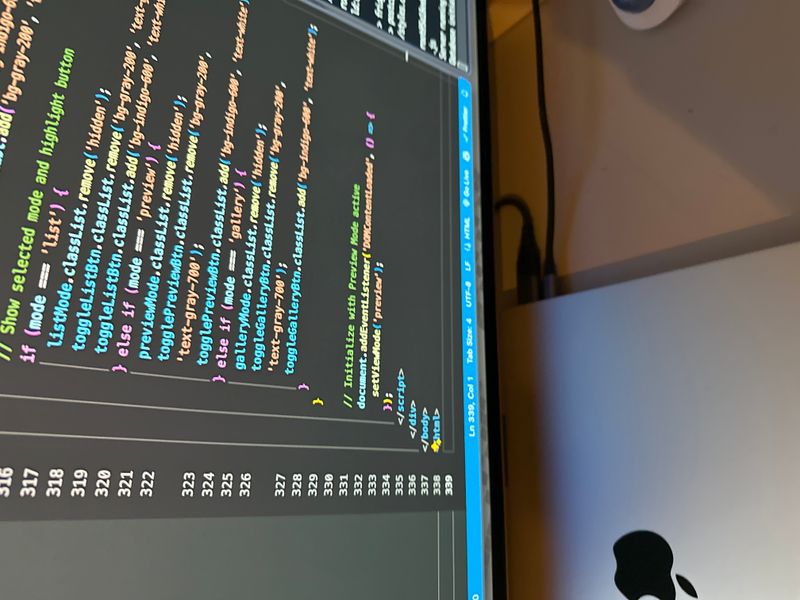 .add('bg-gray-200',
316
317 // Show selected mode and highlight button
318 if (mode === 'list') {
319 listMode.classList.remove('hidden');
320 toggleListBtn.classList.remove('bg-gray-200',
321 toggleListBtn.classList.add('bg-indigo-600', 'text-white'
322 } else if (mode === 'preview') {
previewMode.classList.remove('hidden');
togglePreviewBtn.classList.remove('bg-gray-200',
'text-gray-700');
323 togglePreviewBtn.classList.add('bg-indigo-600', 'text-white'
324 } else if (mode === 'gallery') {
325 galleryMode.classList.remove('hidden');
326 toggleGalleryBtn.classList.remove('bg-gray-200',
'text-gray-700');
327 toggleGalleryBtn.classList.add('bg-indigo-600', 'text-white');
328 }
329 }
330
331 // Initialize with Preview Mode active
332 document.addEventListener('DOMContentLoaded', () => {
333 setViewMode('preview');
334 });
335 </script>
336 </div>
337 </body>
338 html>
339
Ln 339, Col 1 Tab Size: 4 UTF-8 LF HTML Go Live Prettier